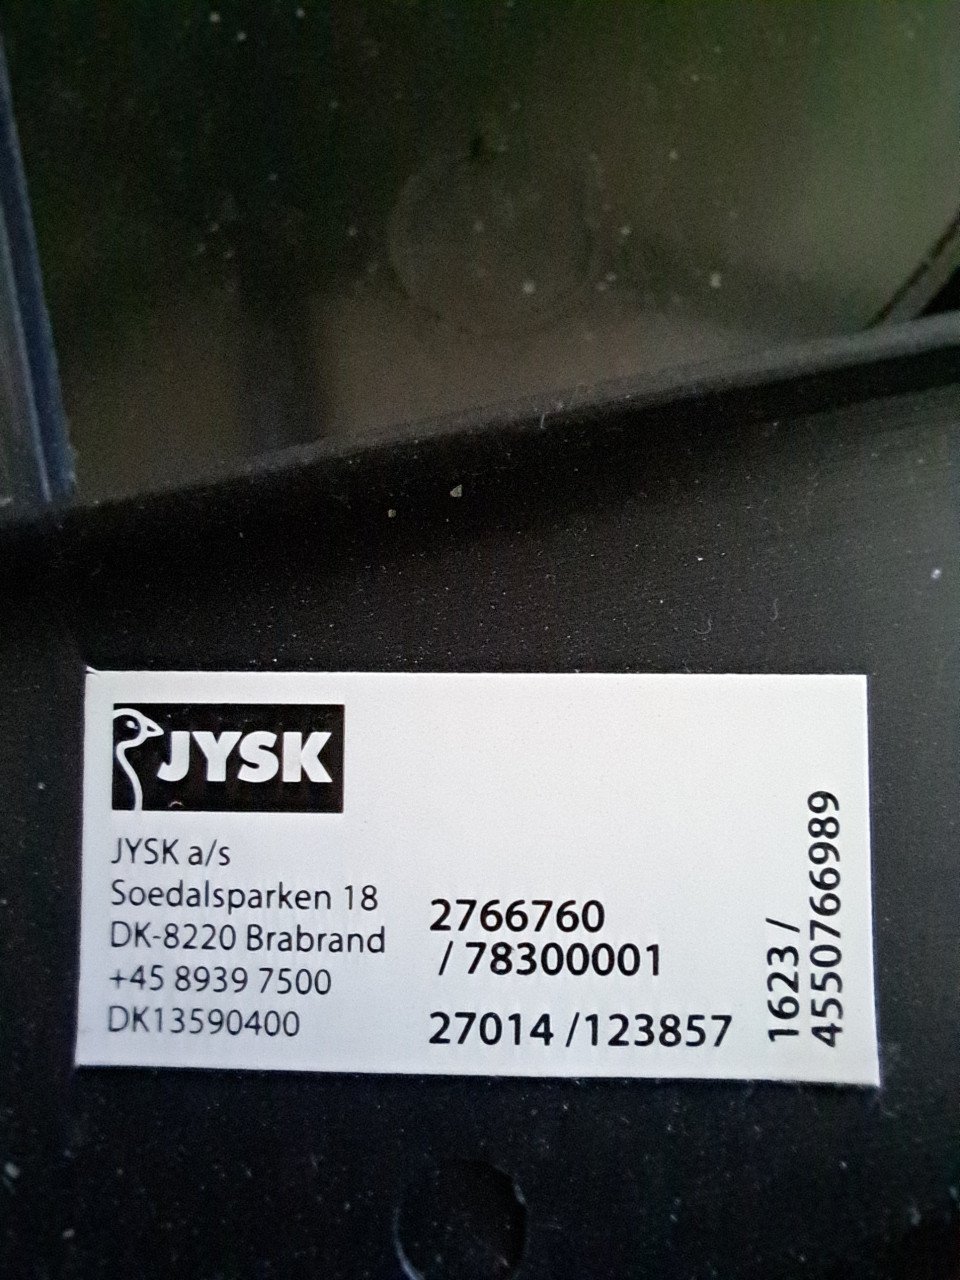 JYSK
JYSK a/s
Soedalsparken 18
DK-8220 Brabrand
+45 8939 7500
DK13590400
2766760
/ 78300001
27014 /123857
1623 /
4550766989